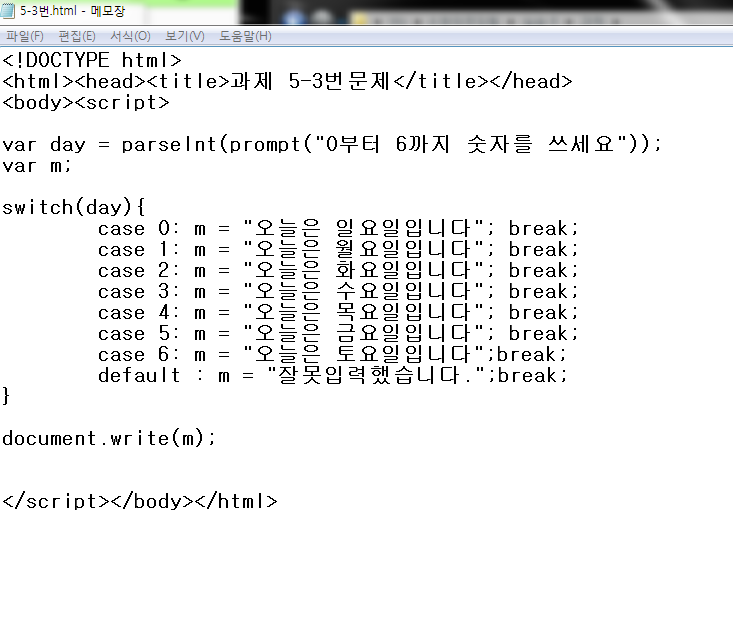 5-3번.html - 메모장
파일(F) 편집(E) 서식(O) 보기(V) 도움말(H)
<!DOCTYPE html>
<html><head><title>과제 5-3번문제</title></head>
<body><script>
var day = parseInt(prompt("0부터 6까지 숫자를 쓰세요"));
var m;
switch(day){
case 0: m = "오늘은 일요일입니다"; break;
case 1: m = "오늘은 월요일입니다"; break;
case 2: m = "오늘은 화요일입니다"; break;
case 3: m = "오늘은 수요일입니다"; break;
case 4: m = "오늘은 목요일입니다"; break;
case 5: m = "오늘은 금요일입니다"; break;
case 6: m = "오늘은 토요일입니다";break;
default : m = "잘못입력했습니다.";break;
}
document.write(m);
</script></body></html>